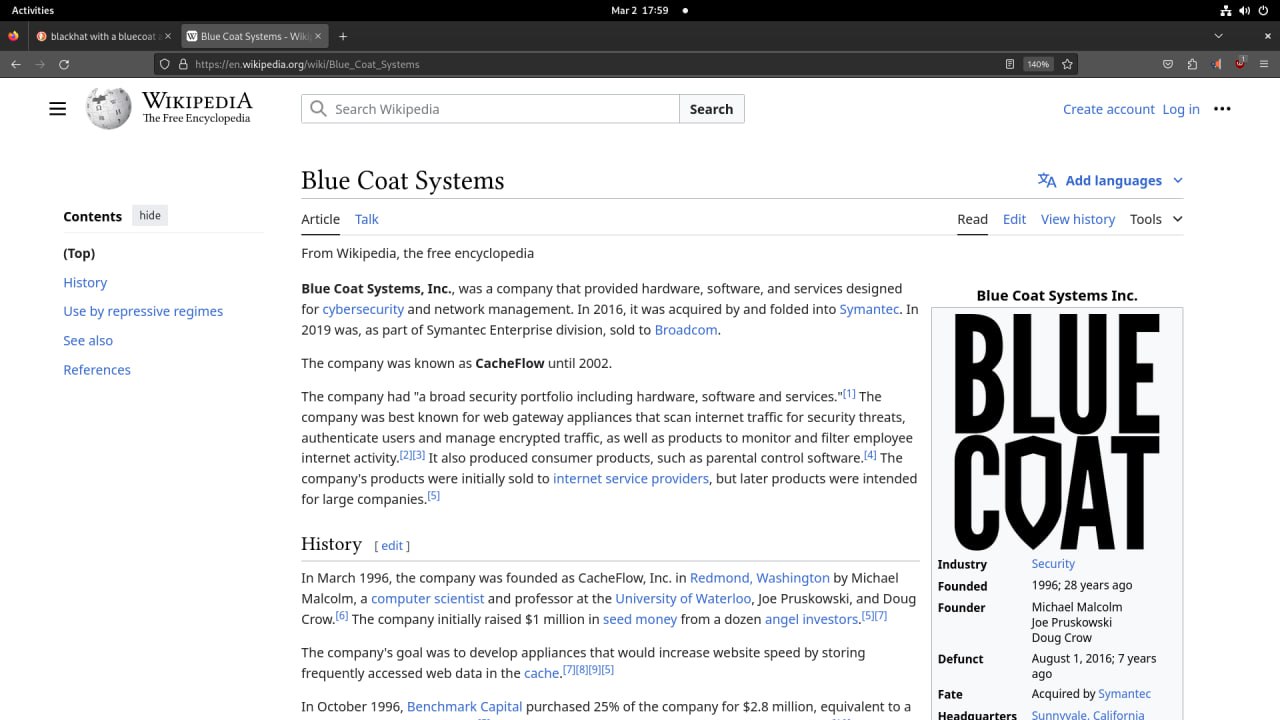 Activities
Mar 2 17:59
blackhat with a bluecoat a
Blue Coat Systems - Wiki
https://en.wikipedia.org/wiki/Blue_Coat_Systems
140%
WIKIPEDIA
The Free Encyclopedia
Search Wikipedia
Search
Create account Log in
Blue Coat Systems
Add languages
Contents hide
(Top)
History
Use by repressive regimes
See also
References
Article Talk
Read Edit View history Tools
From Wikipedia, the free encyclopedia
Blue Coat Systems, Inc., was a company that provided hardware, software, and services designed
for cybersecurity and network management. In 2016, it was acquired by and folded into Symantec. In
2019 was, as part of Symantec Enterprise division, sold to Broadcom.
The company was known as CacheFlow until 2002.
The company had "a broad security portfolio including hardware, software and services."[1] The
company was best known for web gateway appliances that scan internet traffic for security threats,
authenticate users and manage encrypted traffic, as well as products to monitor and filter employee
internet activity.[2][3] It also produced consumer products, such as parental control software.[4] The
company's products were initially sold to internet service providers, but later products were intended
for large companies.[5]
History [ edit ]
In March 1996, the company was founded as CacheFlow, Inc. in Redmond, Washington by Michael
Malcolm, a computer scientist and professor at the University of Waterloo, Joe Pruskowski, and Doug
Crow.[6] The company initially raised $1 million in seed money from a dozen angel investors.[5][7]
The company's goal was to develop appliances that would increase website speed by storing
frequently accessed web data in the cache.[7][8][9][5]
In October 1996, Benchmark Capital purchased 25% of the company for $2.8 million, equivalent to a
Blue Coat Systems Inc.
BLUE
COAT
Industry Security
Founded 1996; 28 years ago
Founder Michael Malcolm
Joe Pruskowski
Doug Crow
Defunct August 1, 2016; 7 years
ago
Fate Acquired by Symantec
Headquarters Sunnyvale, California